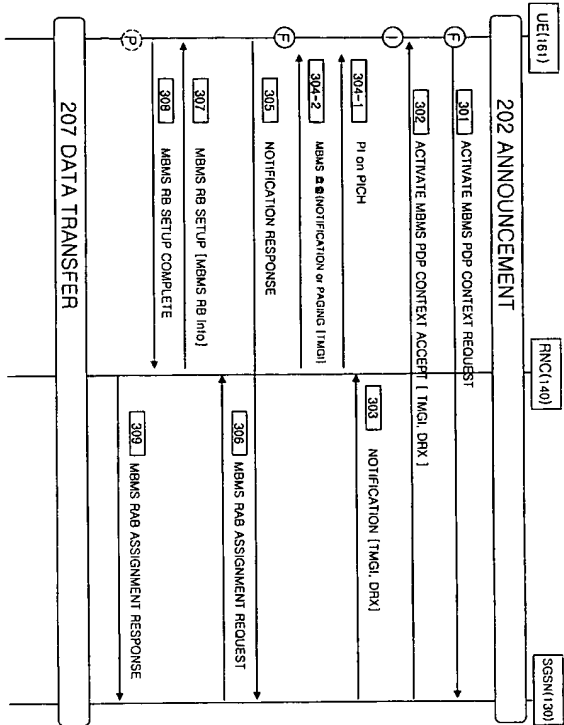 UE(161)
RNC(140)
SGSN(130)
202 ANNOUNCEMENT
F
301 ACTIVATE MBMS PDP CONTEXT REQUEST
I
302 ACTIVATE MBMS PDP CONTEXT ACCEPT [ TMGI, DRX ]
303 NOTIFICATION [TMGI, DRX]
304-1 PI on PICH
304-2 MBMS (NOTIFICATION or PAGING [TMGI]
F
305 NOTIFICATION RESPONSE
306 MBMS RAB ASSIGNMENT REQUEST
307 MBMS RB SETUP [MBMS RB Info]
308 MBMS RB SETUP COMPLETE
P
309 MBMS RAB ASSIGNMENT RESPONSE
207 DATA TRANSFER